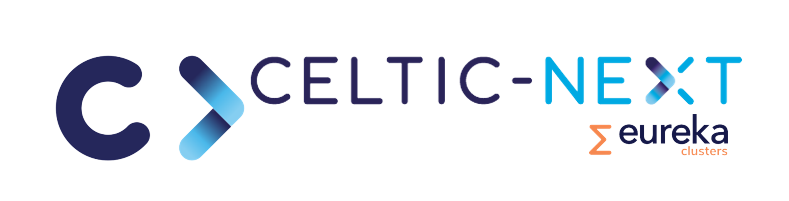 C> CELTIC-NEXT
Σ eureka
clusters